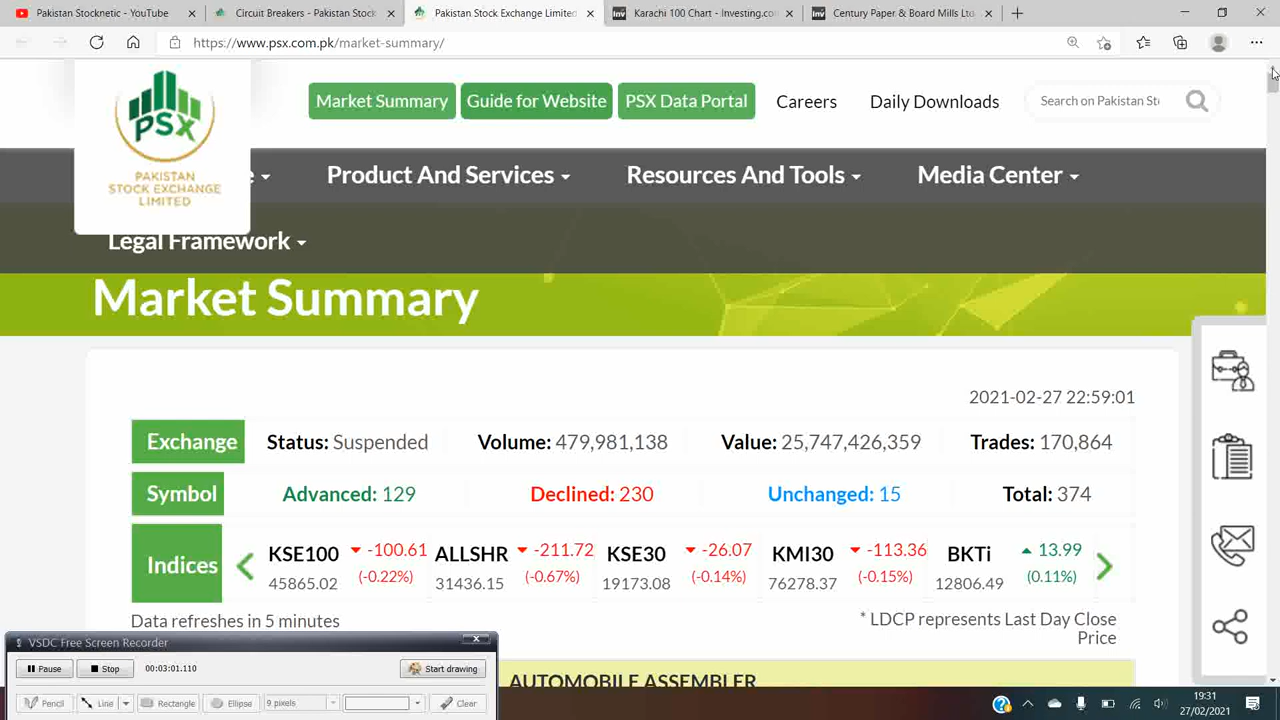 Pakistan Stocknetic - YouTube
Circuit Breakers - Pakistan Stock
Pakistan Stock Exchange Limited
Inv Karachi 100 Chart - Investing.co
Inv Century Paper & Board Mills Ltd
https://www.psx.com.pk/market-summary/
PSX
PAKISTAN
STOCK EXCHANGE
LIMITED
Market Summary
Guide for Website
PSX Data Portal
Careers
Daily Downloads
Search on Pakistan St
e
Product And Services
Resources And Tools
Media Center
Legal Framework
Market Summary
2021-02-27 22:59:01
Exchange Status: Suspended Volume: 479,981,138 Value: 25,747,426,359 Trades: 170,864
Symbol Advanced: 129 Declined: 230 Unchanged: 15 Total: 374
Indices
KSE100 -100.61
45865.02 (-0.22%)
ALLSHR -211.72
31436.15 (-0.67%)
KSE30 -26.07
19173.08 (-0.14%)
KMI30 -113.36
76278.37 (-0.15%)
BKTi 13.99
12806.49 (0.11%)
Data refreshes in 5 minutes
* LDCP represents Last Day Close
Price
AUTOMOBILE ASSEMBLER
VSDC Free Screen Recorder
Pause
Stop
00:03:01.110
Start drawing
Pencil
Line
Rectangle
Ellipse
9 pixels
Clear
19:31
27/02/2021